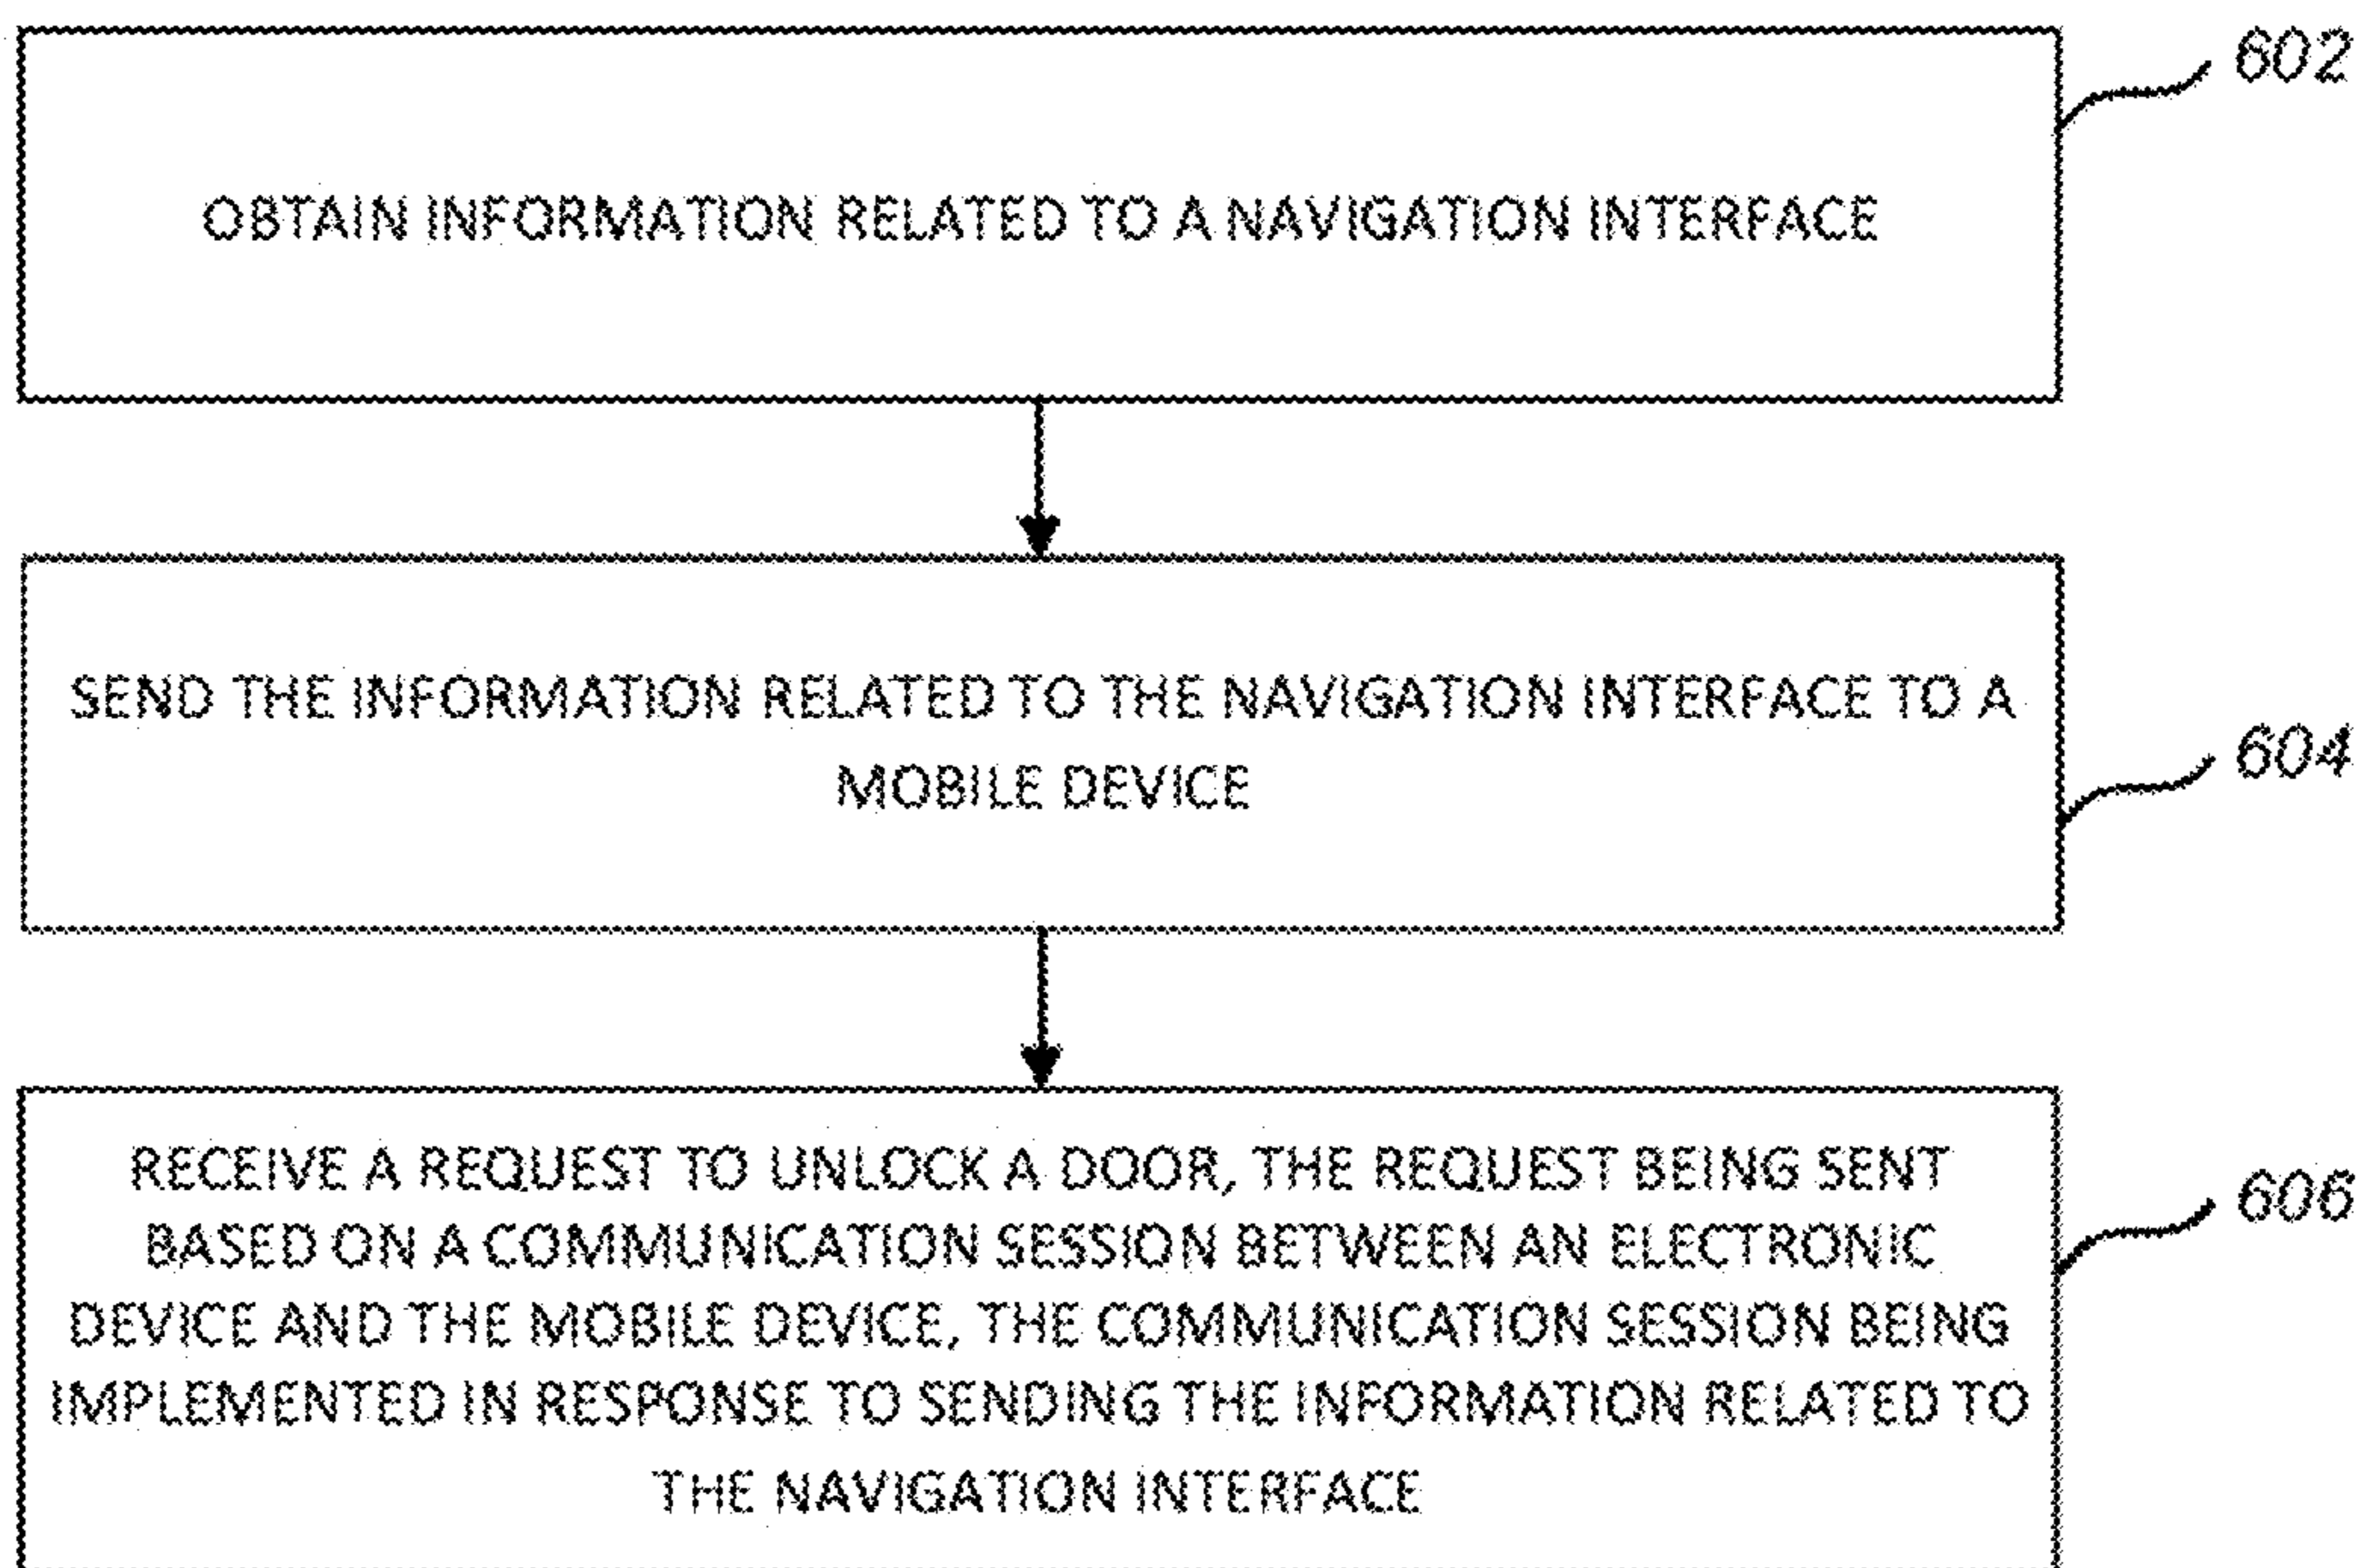 602
OBTAIN INFORMATION RELATED TO A NAVIGATION INTERFACE
SEND THE INFORMATION RELATED TO THE NAVIGATION INTERFACE TO A
MOBILE DEVICE
604
RECEIVE A REQUEST TO UNLOCK A DOOR, THE REQUEST BEING SENT
606
BASED ON A COMMUNICATION SESSION BETWEEN AN ELECTRONIC
DEVICE AND THE MOBILE DEVICE, THE COMMUNICATION SESSION BEING
IMPLEMENTED IN RESPONSE TO SENDING THE INFORMATION RELATED TO
THE NAVIGATION INTERFACE